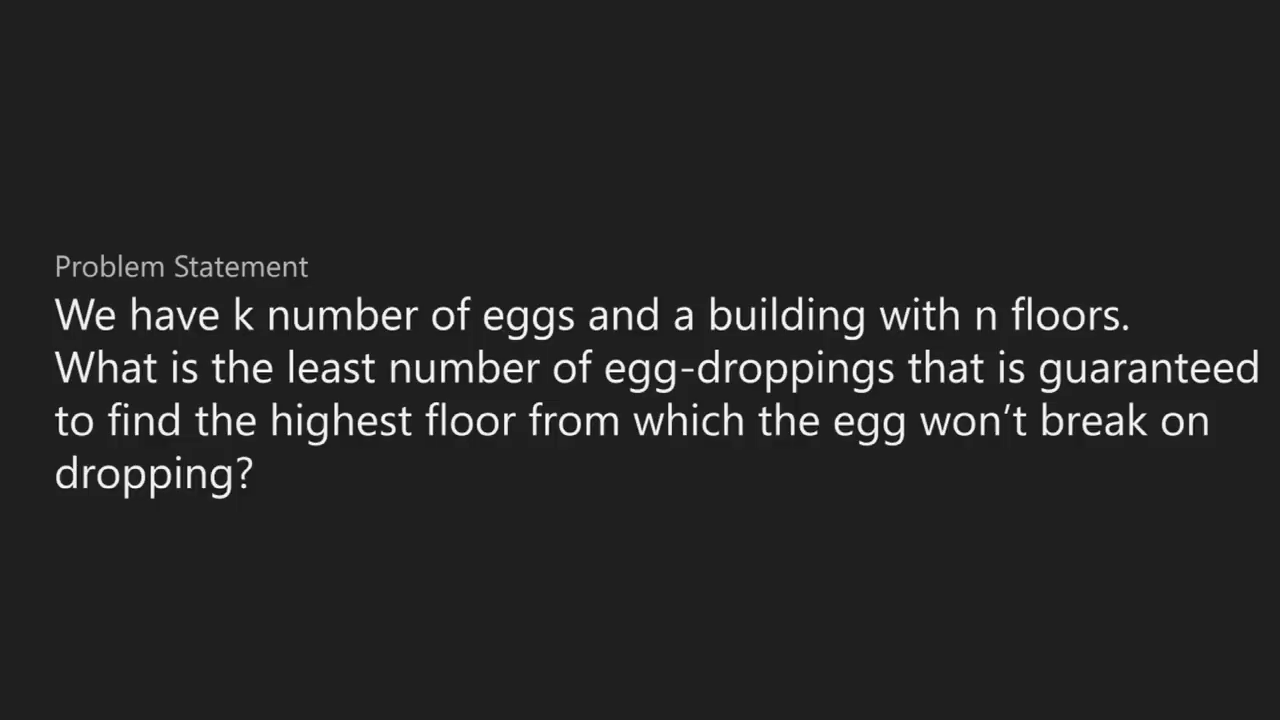 Problem Statement
We have k number of eggs and a building with n floors.
What is the least number of egg-droppings that is guaranteed
to find the highest floor from which the egg won’t break on
dropping?